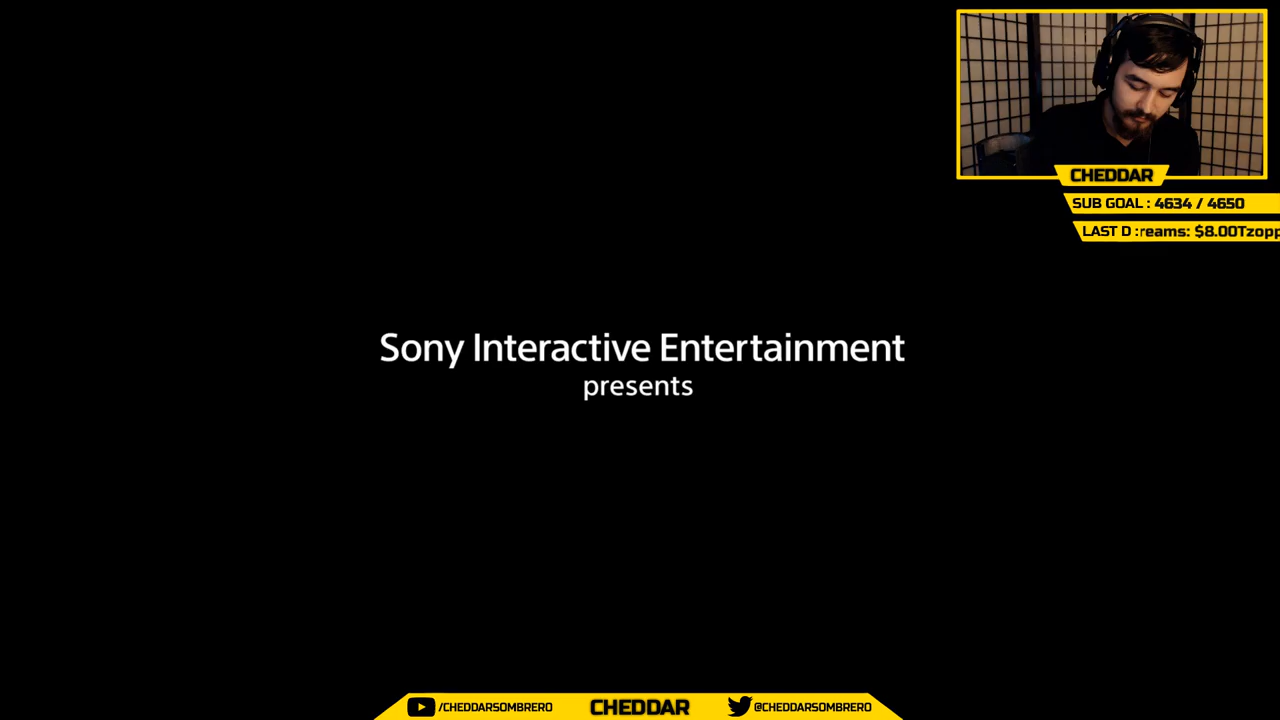 CHEDDAR
SUB GOAL : 4634 / 4650
LAST D :reams: $8.00Tzopp
Sony Interactive Entertainment
presents
/CHEDDARSOMBRERO
CHEDDAR
@CHEDDARSOMBRERO